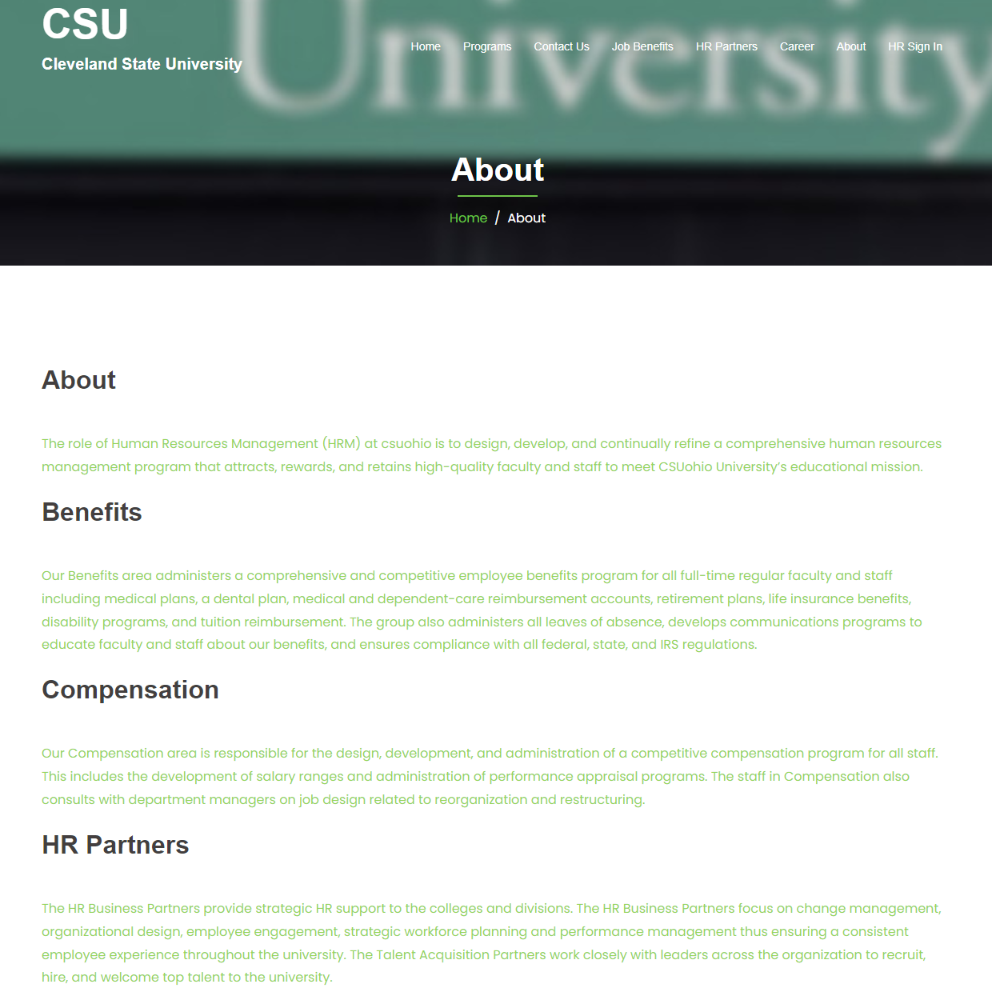 CSU
Cleveland State University
Home Programs Contact Us Job Benefits HR Partners Career About HR Sign In
University
About
Home / About
About
The role of Human Resources Management (HRM) at csuohio is to design, develop, and continually refine a comprehensive human resources
management program that attracts, rewards, and retains high-quality faculty and staff to meet CSUohio University’s educational mission.
Benefits
Our Benefits area administers a comprehensive and competitive employee benefits program for all full-time regular faculty and staff
including medical plans, a dental plan, medical and dependent-care reimbursement accounts, retirement plans, life insurance benefits,
disability programs, and tuition reimbursement. The group also administers all leaves of absence, develops communications programs to
educate faculty and staff about our benefits, and ensures compliance with all federal, state, and IRS regulations.
Compensation
Our Compensation area is responsible for the design, development, and administration of a competitive compensation program for all staff.
This includes the development of salary ranges and administration of performance appraisal programs. The staff in Compensation also
consults with department managers on job design related to reorganization and restructuring.
HR Partners
The HR Business Partners provide strategic HR support to the colleges and divisions. The HR Business Partners focus on change management,
organizational design, employee engagement, strategic workforce planning and performance management thus ensuring a consistent
employee experience throughout the university. The Talent Acquisition Partners work closely with leaders across the organization to recruit,
hire, and welcome top talent to the university.